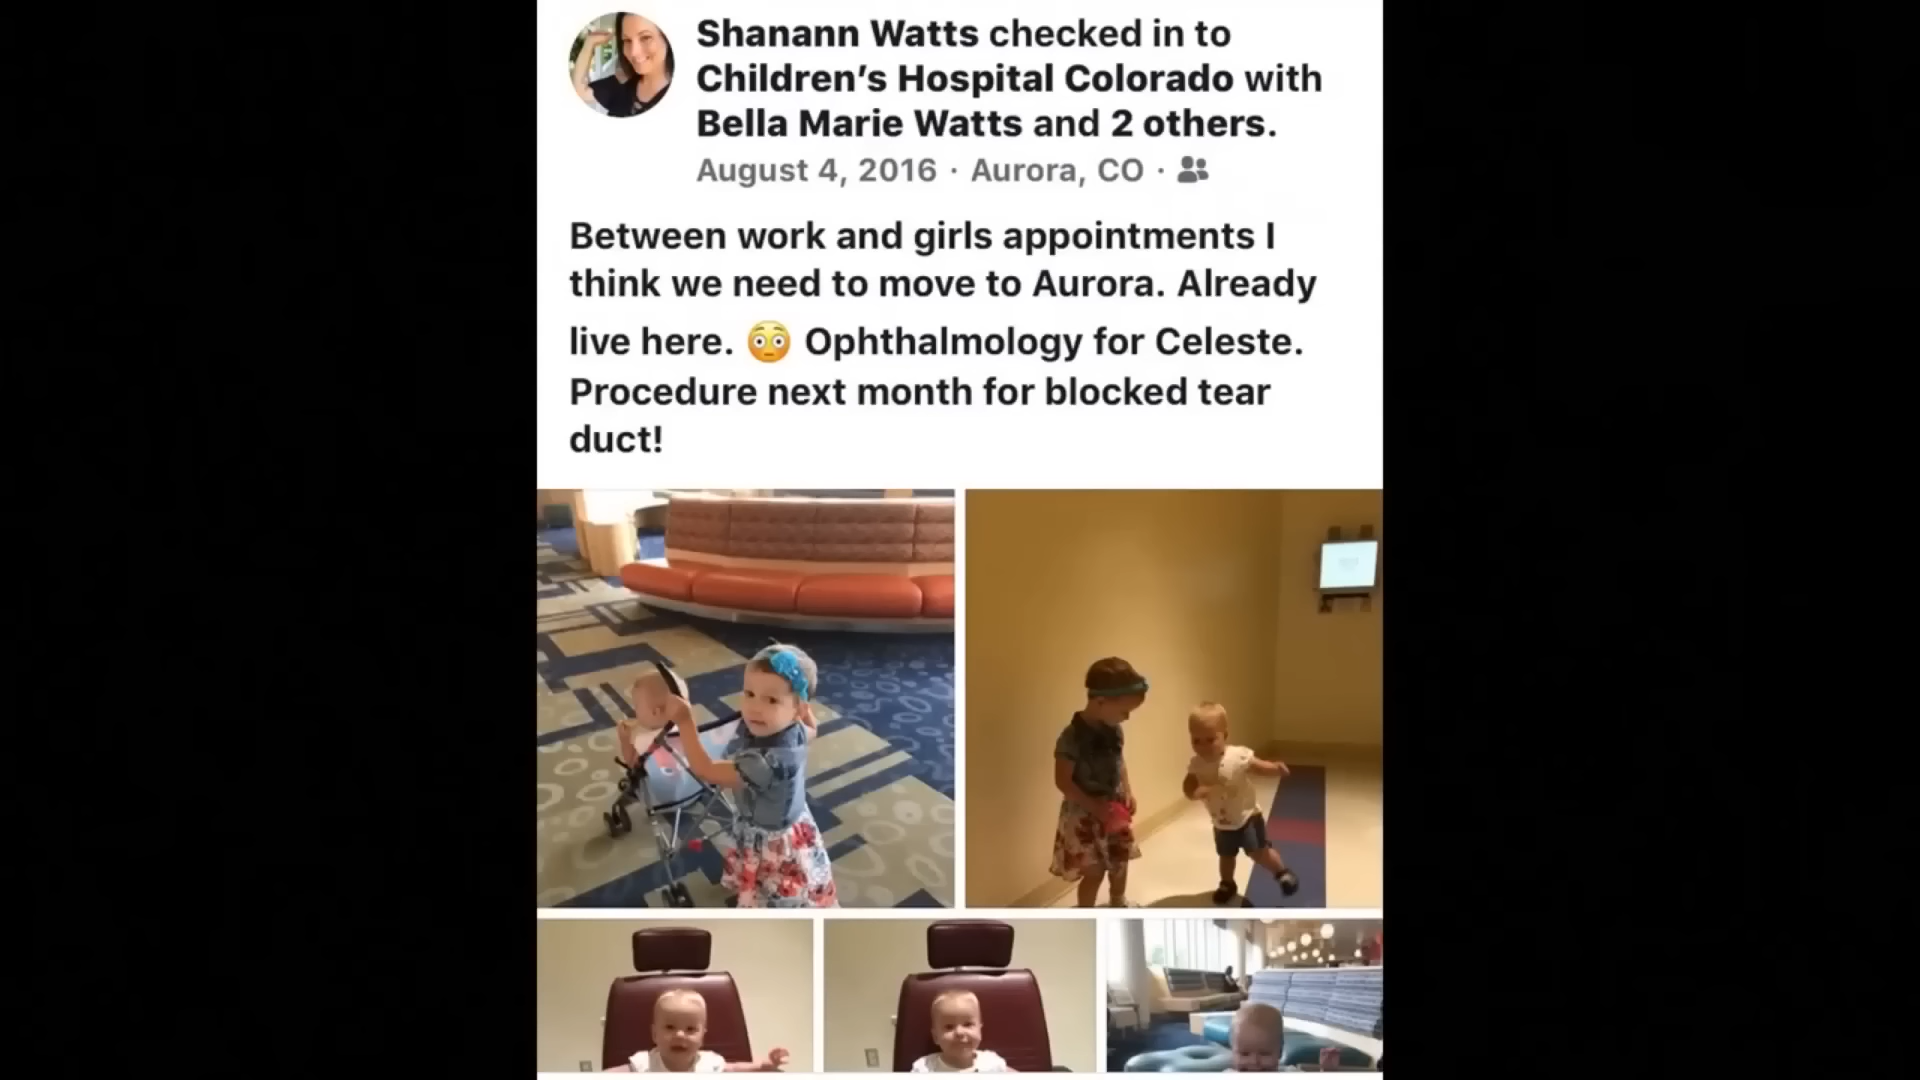 Shanann Watts checked in to
Children’s Hospital Colorado with
Bella Marie Watts and 2 others.
August 4, 2016 · Aurora, CO ·
Between work and girls appointments I
think we need to move to Aurora. Already
live here. 😳 Ophthalmology for Celeste.
Procedure next month for blocked tear
duct!